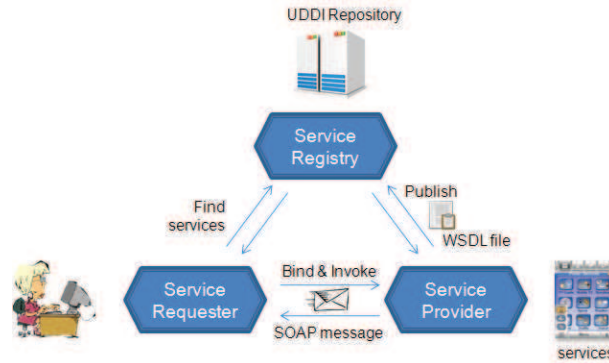 UDDI Repository
Service
Registry
Find
services
Publish
WSDL file
Bind & Invoke
Service
Requester
SOAP message
Service
Provider
services